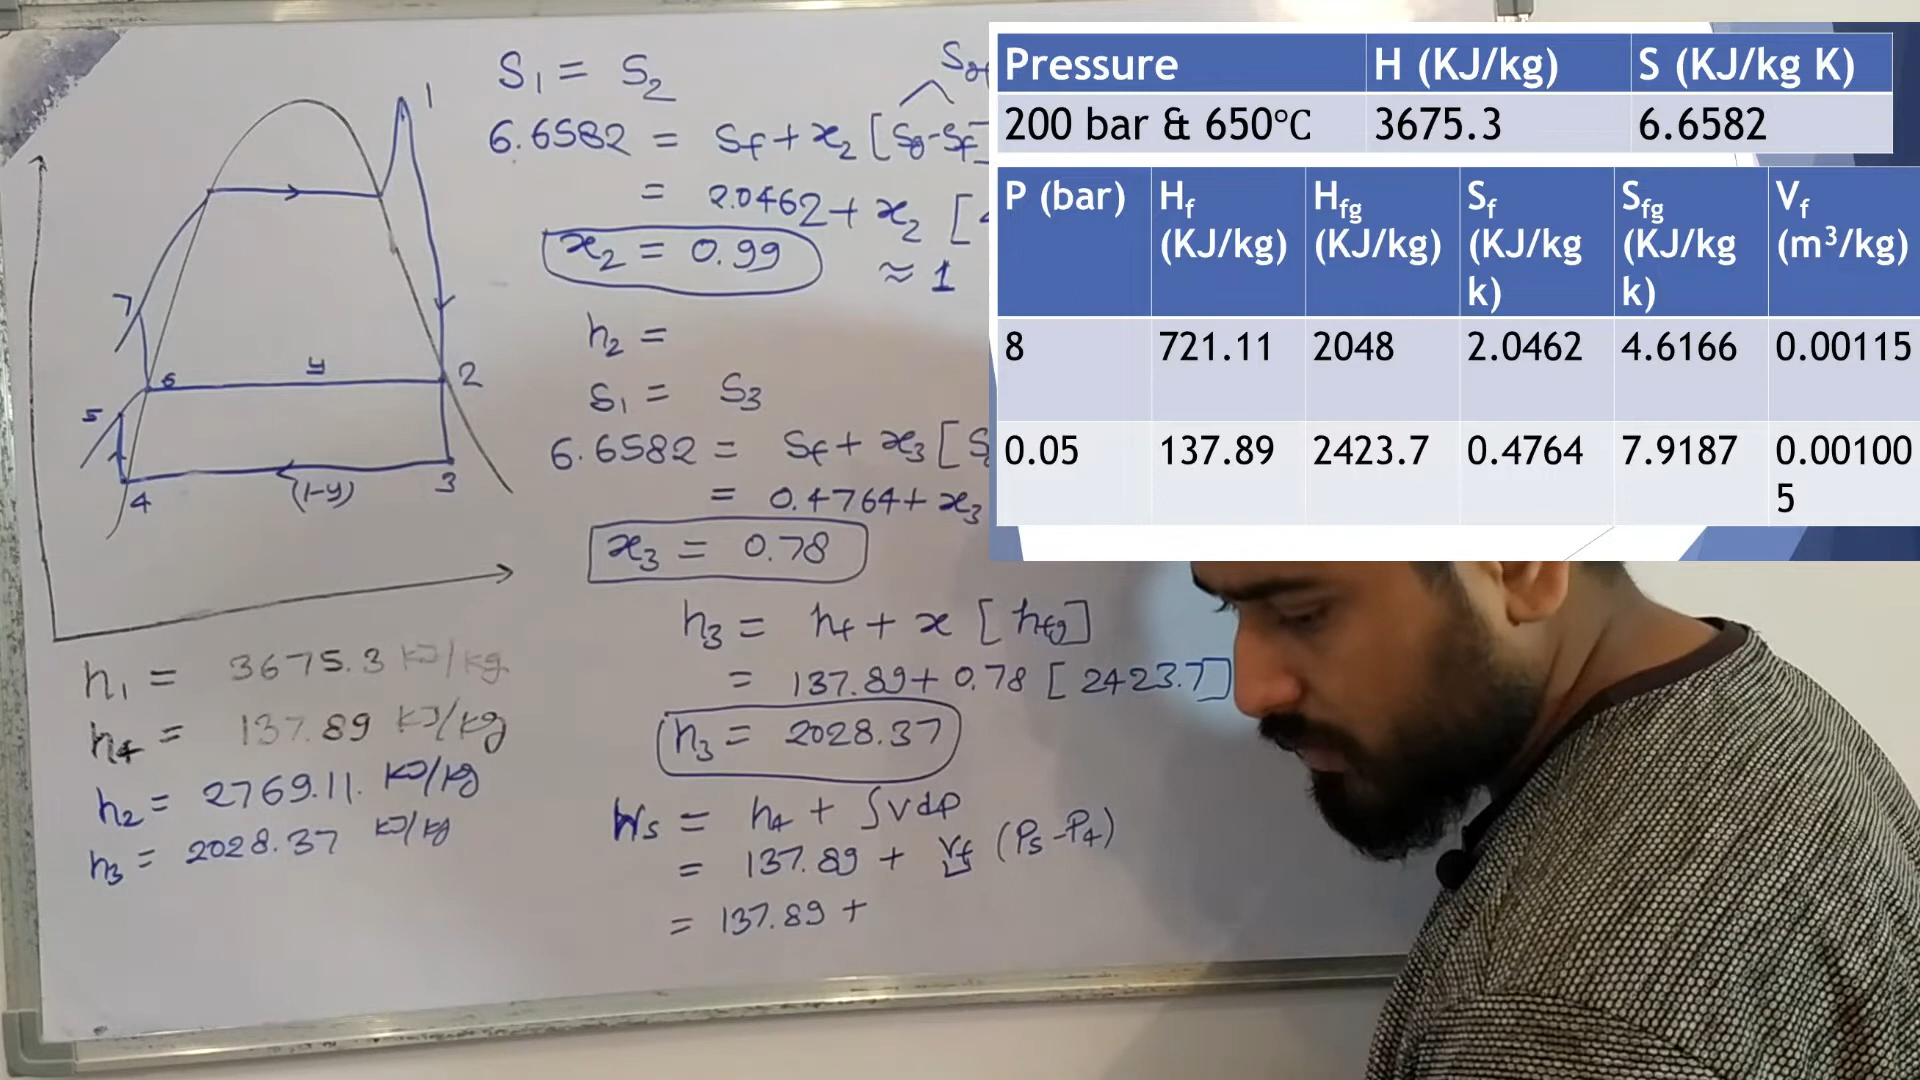 S₁ = S₂
6.6582 = Sf + x₂ [Sg-Sf]
= 2.0462 + x₂ [4
x₂ = 0.99
≈ 1
h₂ =
S₁ = S₃
6.6582 = Sf + x₃ [S
= 0.4764 + x₃
x₃ = 0.78
h₃ = hf + x [hfg]
= 137.89 + 0.78 [2423.7]
h₃ = 2028.37
h₅ = h₄ + ∫vdp
= 137.89 + Vf (P₅-P₄)
= 137.89 +
1
7
6
y
2
5
4
(1-y)
3
h₁ = 3675.3 KJ/kg
h₄ = 137.89 KJ/kg
h₂ = 2769.11. KJ/kg
h₃ = 2028.37 KJ/kg
Pressure H (KJ/kg) S (KJ/kg K)
200 bar & 650°C 3675.3 6.6582
P (bar) Hf (KJ/kg) Hfg (KJ/kg) Sf (KJ/kg k) Sfg (KJ/kg k) Vf (m³/kg)
8 721.11 2048 2.0462 4.6166 0.00115
0.05 137.89 2423.7 0.4764 7.9187 0.001005